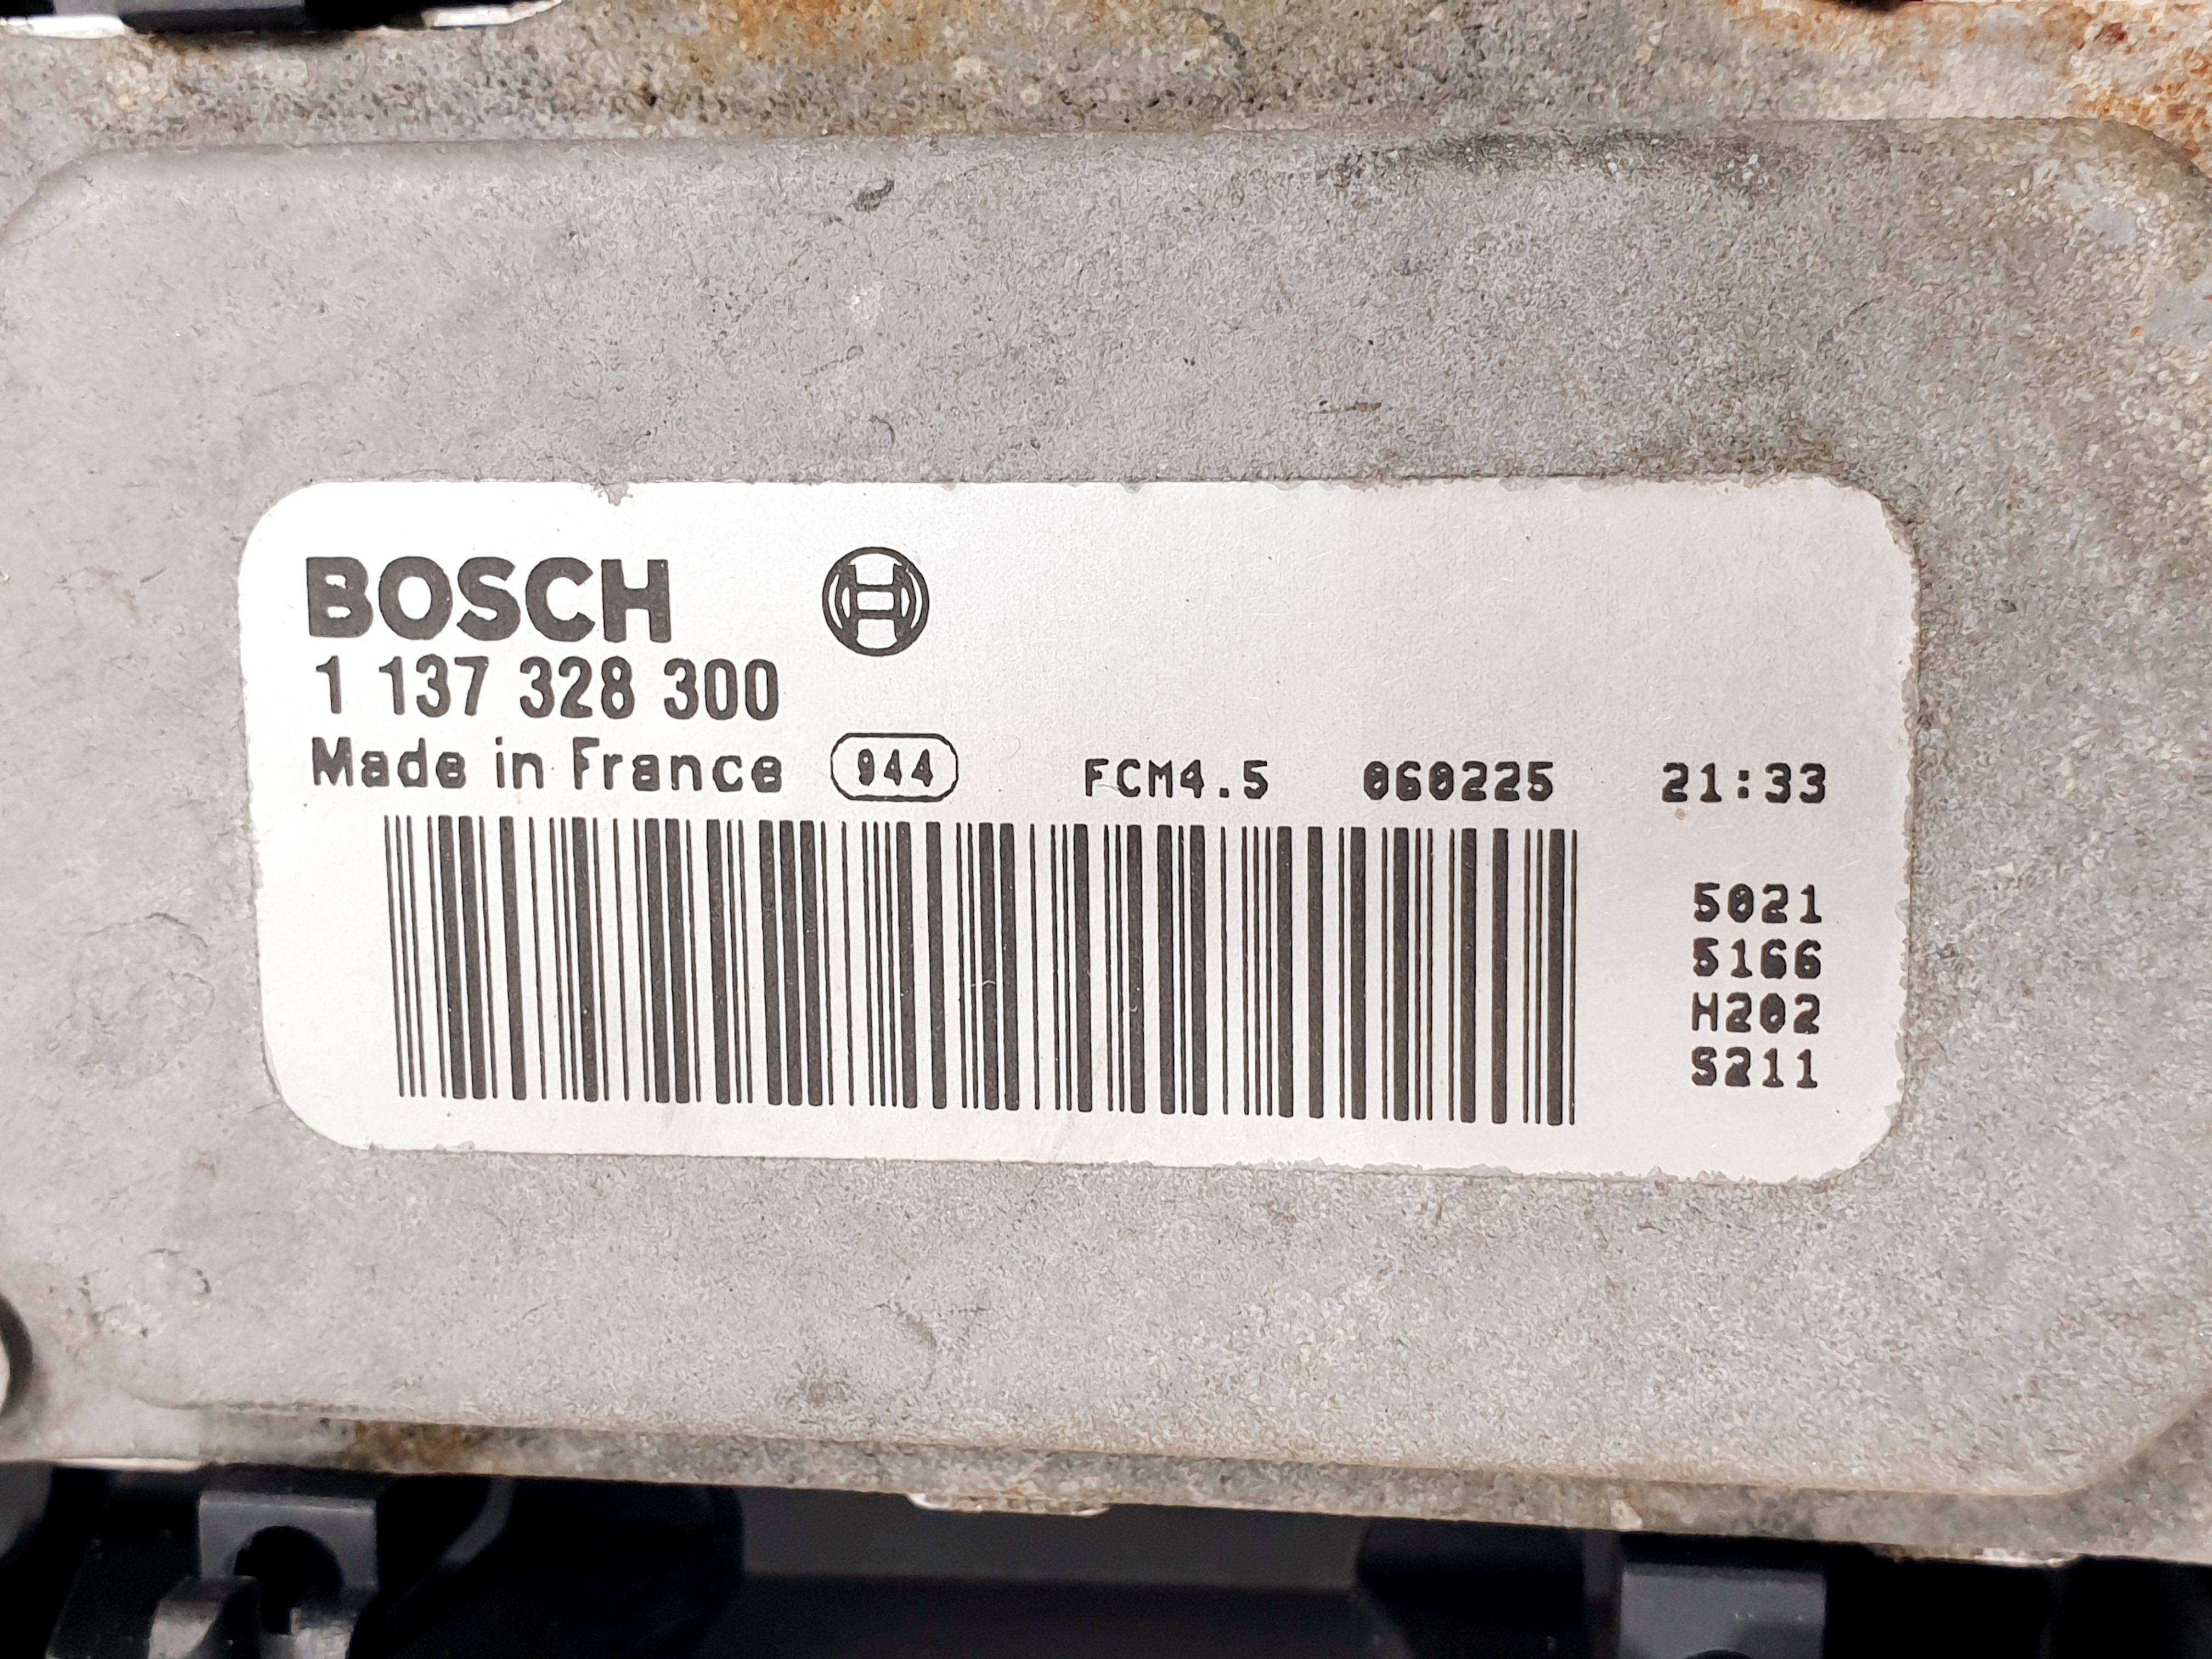 BOSCH
1 137 328 300
Made in France 944 FCM4.5 060225 21:33
5021
5166
H202
S211